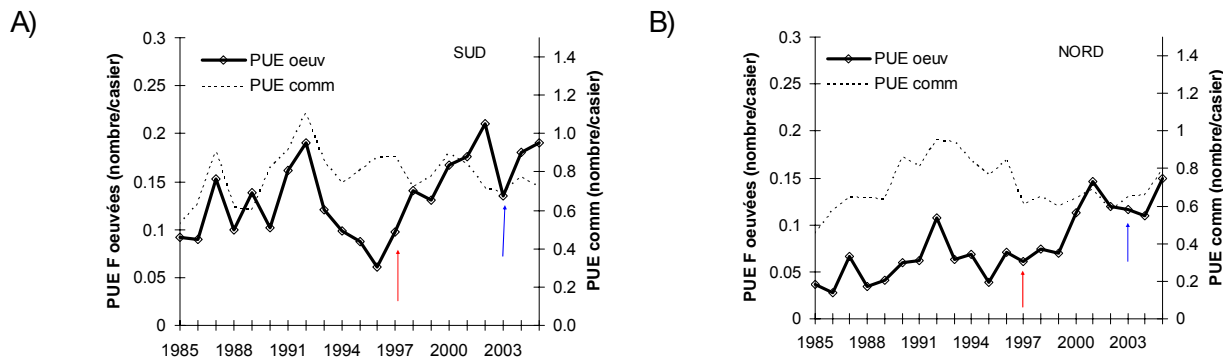 A)
SUD
PUE oeuv
PUE comm
PUE F oeuvées (nombre/casier)
0.3
0.25
0.2
0.15
0.1
0.05
0
PUE comm (nombre/casier)
1.4
1.2
1.0
0.8
0.6
0.4
0.2
0.0
1985 1988 1991 1994 1997 2000 2003
B)
NORD
PUE oeuv
PUE comm
PUE F oeuvées (nombre/casier)
0.3
0.25
0.2
0.15
0.1
0.05
0
PUE comm (nombre/casier)
1.4
1.2
1
0.8
0.6
0.4
0.2
0
1985 1988 1991 1994 1997 2000 2003